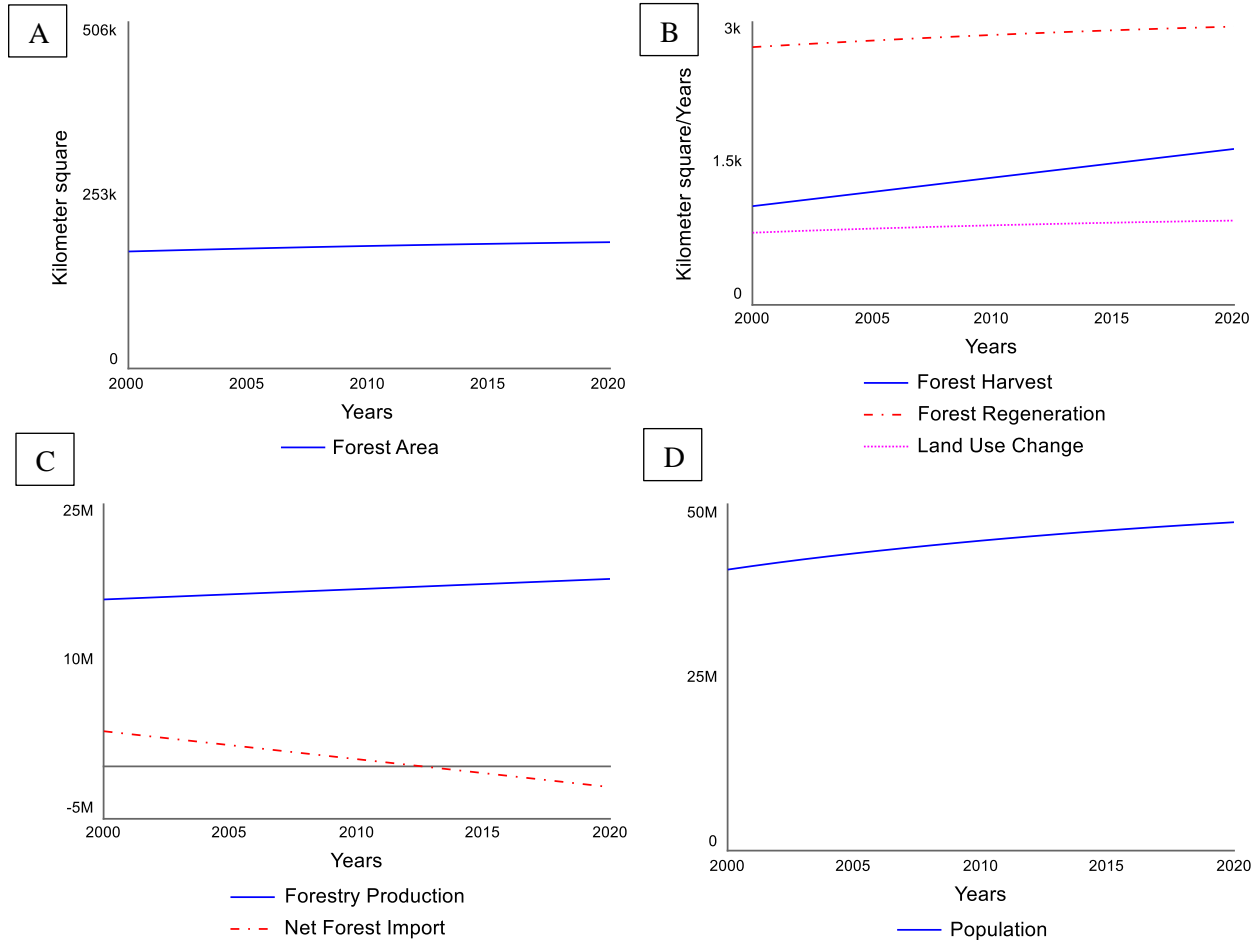 A
506k
253k
0
Kilometer square
2000 2005 2010 2015 2020
Years
Forest Area
B
3k
1.5k
0
Kilometer square/Years
2000 2005 2010 2015 2020
Years
Forest Harvest
Forest Regeneration
Land Use Change
C
25M
10M
-5M
2000 2005 2010 2015 2020
Years
Forestry Production
Net Forest Import
D
50M
25M
0
2000 2005 2010 2015 2020
Years
Population